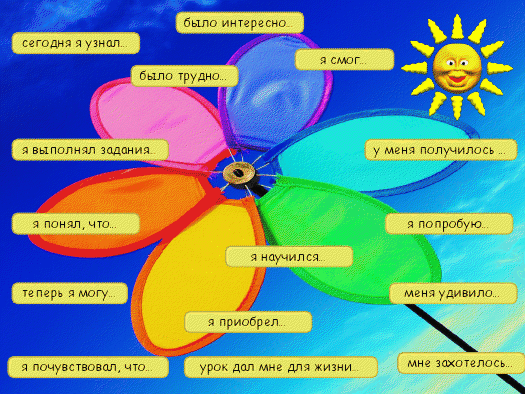 было интересно...
сегодня я узнал...
я смог...
было трудно...
я выполнял задания...
у меня получилось ...
я понял, что...
я попробую...
я научился...
теперь я могу...
меня удивило...
я приобрел...
я почувствовал, что...
урок дал мне для жизни...
мне захотелось...